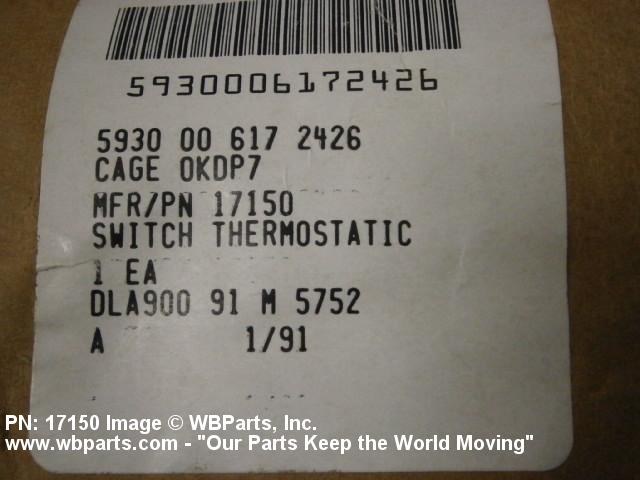 5930006172426
5930 00 617 2426
CAGE 0KDP7
MFR/PN 17150
SWITCH THERMOSTATIC
1 EA
DLA900 91 M 5752
A 1/91
PN: 17150 Image © WBParts, Inc.
www.wbparts.com - "Our Parts Keep the World Moving"